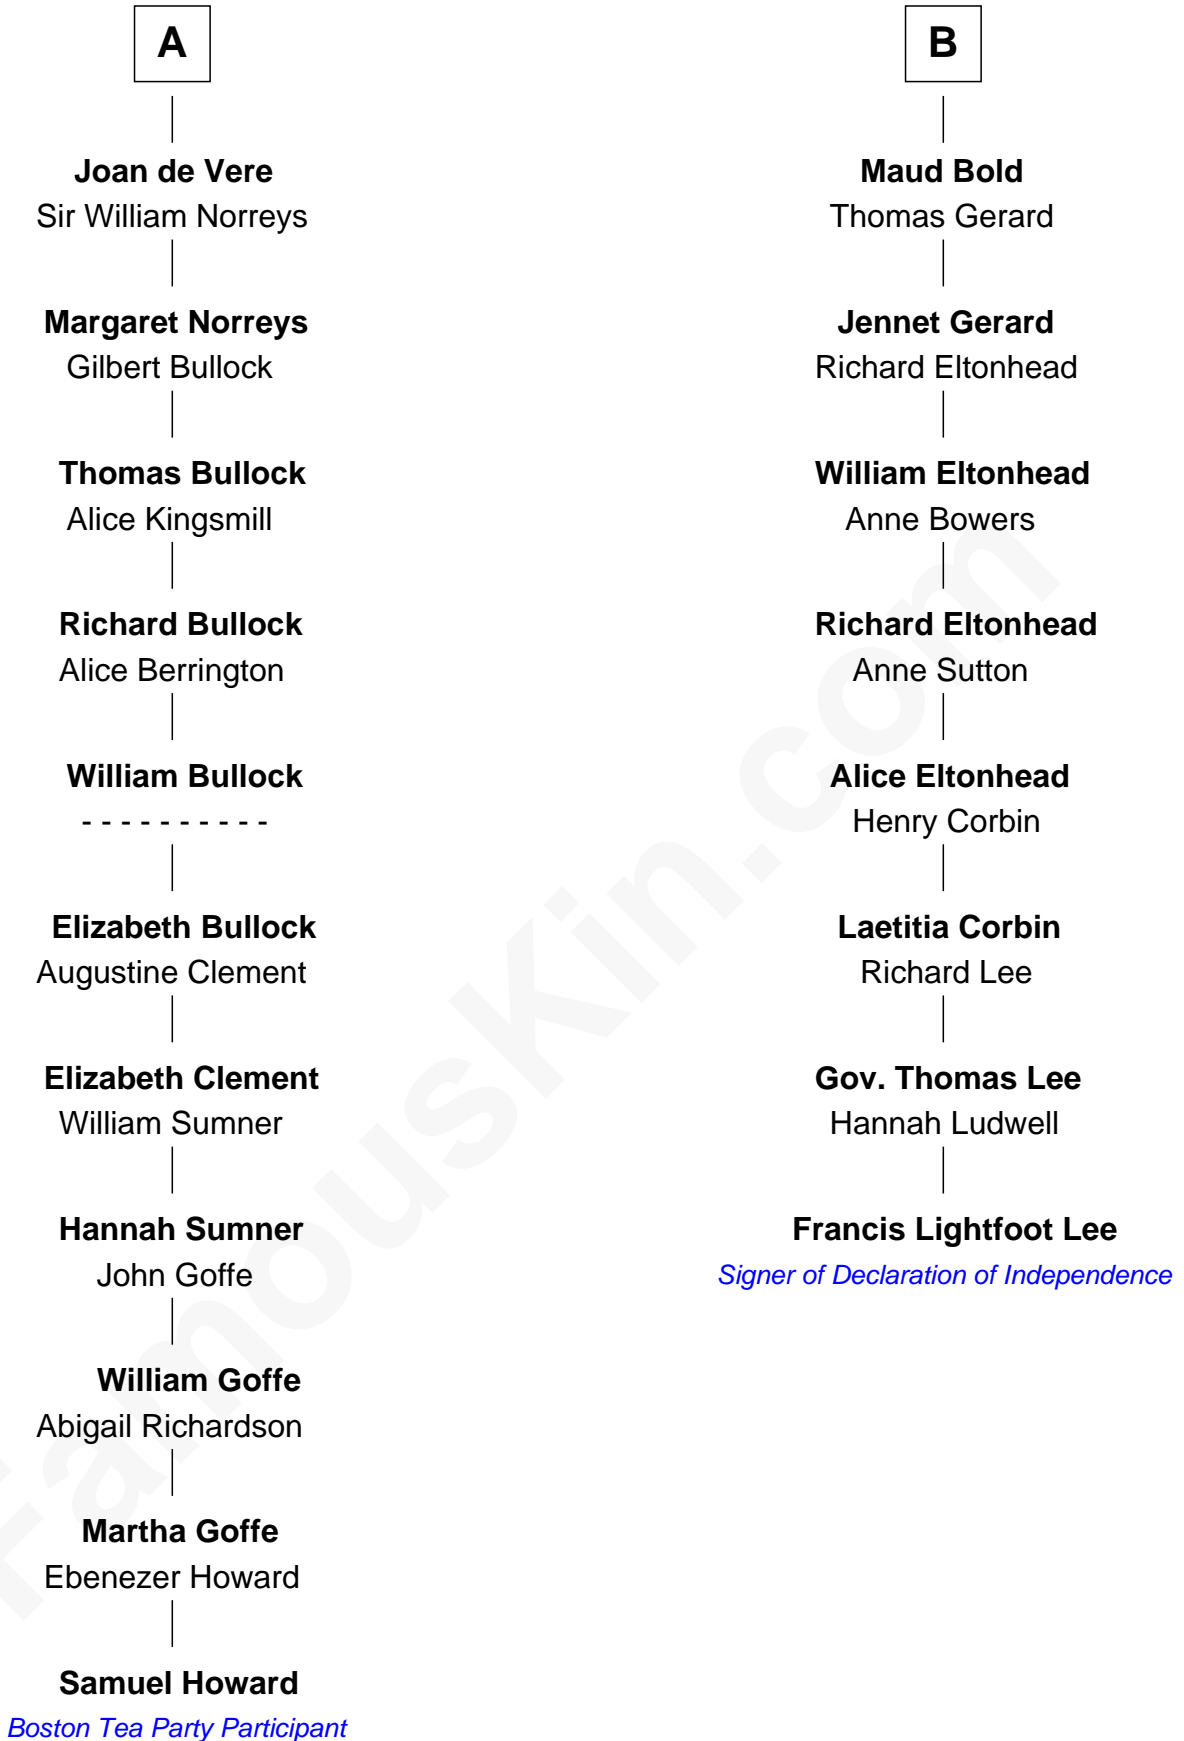 A
Joan de Vere
Sir William Norreys
Margaret Norreys
Gilbert Bullock
Thomas Bullock
Alice Kingsmill
Richard Bullock
Alice Berrington
William Bullock
- - - - - - - - - -
Elizabeth Bullock
Augustine Clement
Elizabeth Clement
William Sumner
Hannah Sumner
John Goffe
William Goffe
Abigail Richardson
Martha Goffe
Ebenezer Howard
Samuel Howard
Boston Tea Party Participant
B
Maud Bold
Thomas Gerard
Jennet Gerard
Richard Eltonhead
William Eltonhead
Anne Bowers
Richard Eltonhead
Anne Sutton
Alice Eltonhead
Henry Corbin
Laetitia Corbin
Richard Lee
Gov. Thomas Lee
Hannah Ludwell
Francis Lightfoot Lee
Signer of Declaration of Independence
FamousKin.com